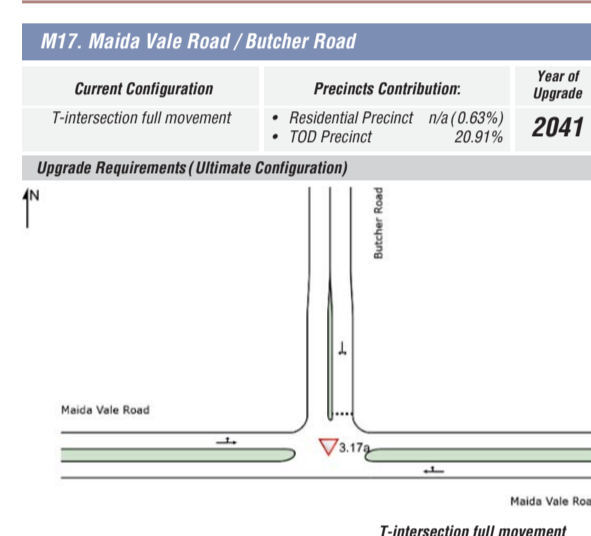 M17. Maida Vale Road / Butcher Road
Current Configuration
Precincts Contribution:
Year of
Upgrade
T-intersection full movement
• Residential Precinct n/a (0.63%)
• TOD Precinct 20.91%
2041
Upgrade Requirements (Ultimate Configuration)
N
Butcher Road
Maida Vale Road
3.17a
Maida Vale Roa
T-intersection full movement